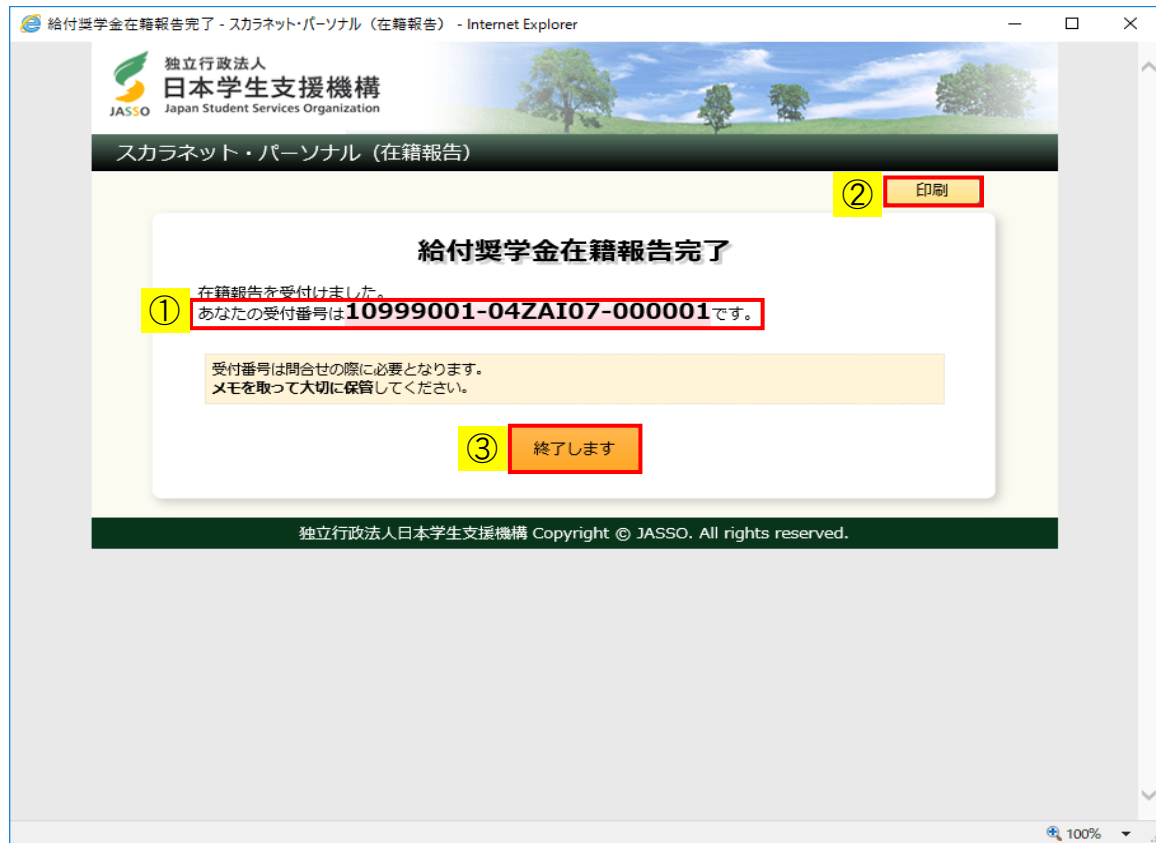 給付奨学金在籍報告完了 - スカラネット・パーソナル（在籍報告） - Internet Explorer
独立行政法人
日本学生支援機構
Japan Student Services Organization
JASSO
スカラネット・パーソナル（在籍報告）
② 印刷
給付奨学金在籍報告完了
在籍報告を受付けました。
① あなたの受付番号は10999001-04ZAI07-000001です。
受付番号は問合せの際に必要となります。
メモを取って大切に保管してください。
③ 終了します
独立行政法人日本学生支援機構 Copyright © JASSO. All rights reserved.
100%